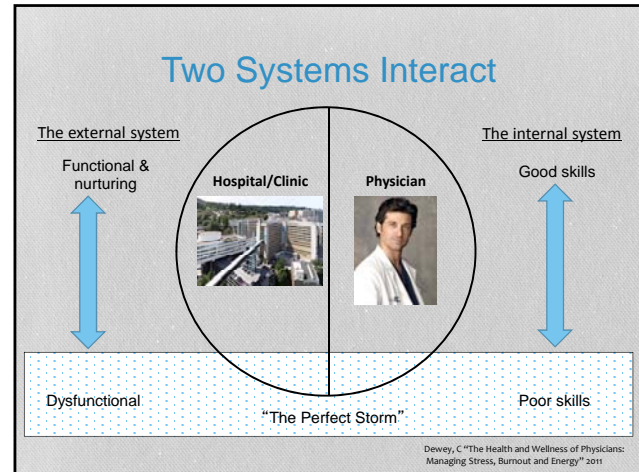 Two Systems Interact
The external system
Functional &
nurturing
Hospital/Clinic
Physician
The internal system
Good skills
Dysfunctional
“The Perfect Storm”
Poor skills
Dewey, C “The Health and Wellness of Physicians:
Managing Stress, Burnout and Energy” 2011